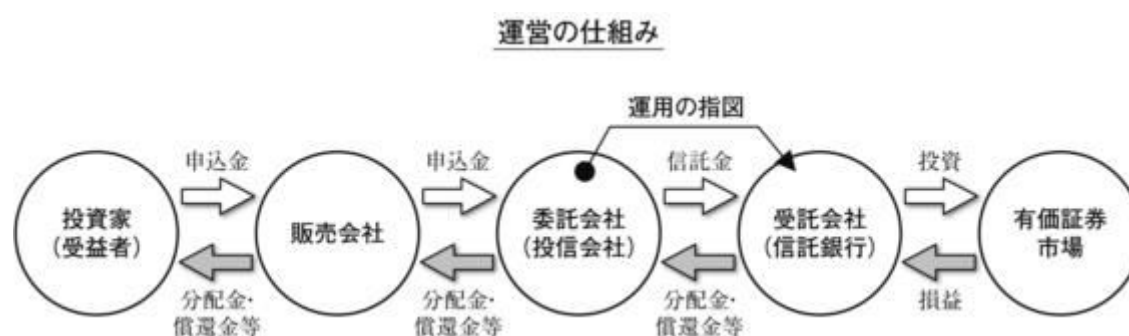 運営の仕組み
運用の指図
申込金
申込金
信託金
投資
投資家
(受益者)
販売会社
委託会社
(投信会社)
受託会社
(信託銀行)
有価証券
市場
分配金・
償還金等
分配金・
償還金等
分配金・
償還金等
損益